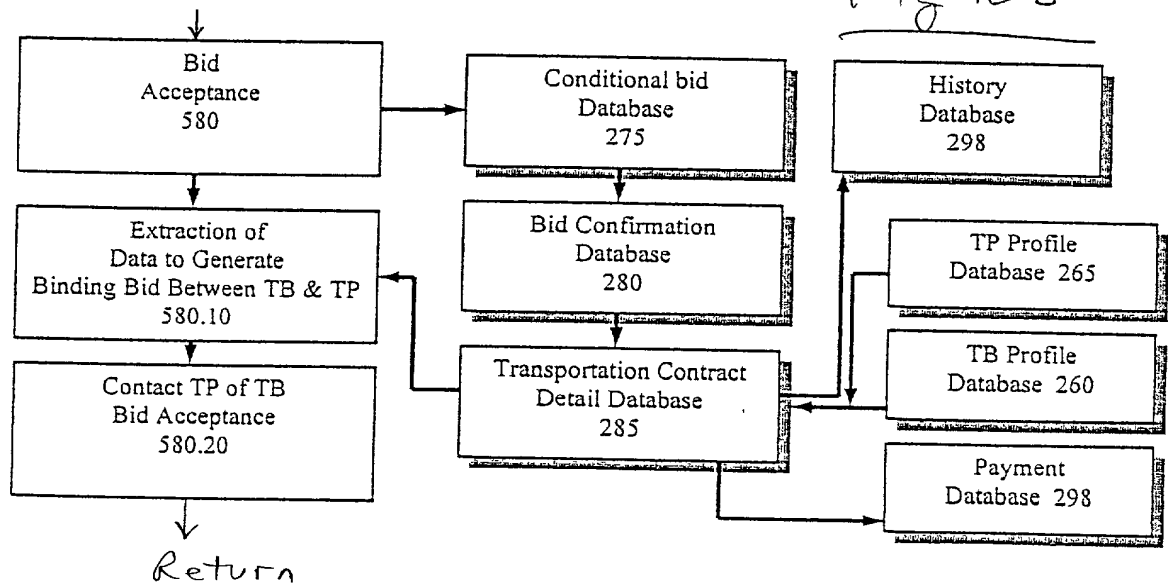 Bid
Acceptance
580
Conditional bid
Database
275
History
Database
298
Extraction of
Data to Generate
Binding Bid Between TB & TP
580.10
Bid Confirmation
Database
280
TP Profile
Database 265
Contact TP of TB
Bid Acceptance
580.20
Transportation Contract
Detail Database
285
TB Profile
Database 260
Payment
Database 298
Return